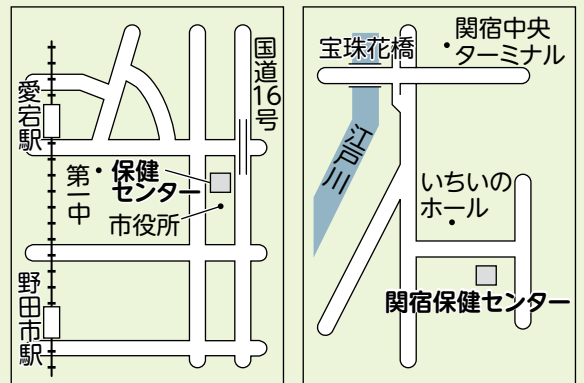 国道16号
愛宕駅
第一中
保健
センター
市役所
野田市駅
関宿中央
ターミナル
宝珠花橋
江戸川
いちいの
ホール
関宿保健センター